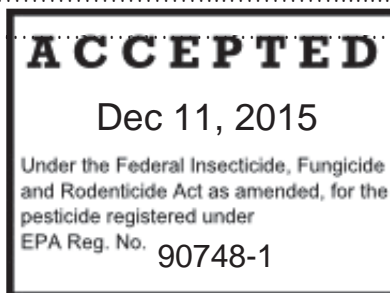 ACCEPTED
Dec 11, 2015
Under the Federal Insecticide, Fungicide
and Rodenticide Act as amended, for the
pesticide registered under
EPA Reg. No. 90748-1